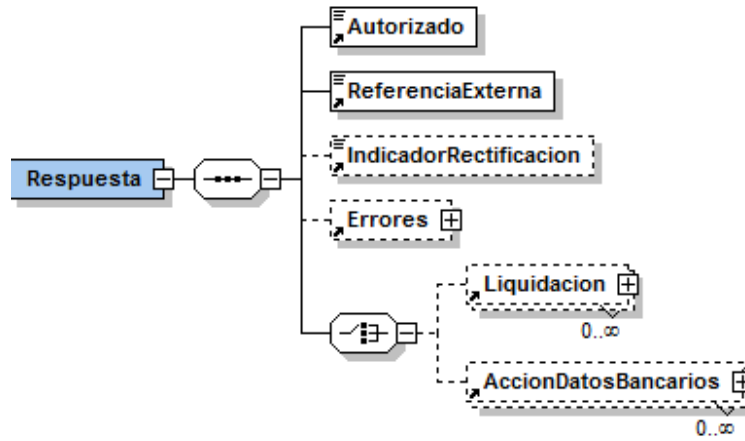 Autorizado
ReferenciaExterna
Respuesta
IndicadorRectificacion
Errores
Liquidacion
0..∞
AccionDatosBancarios
0..∞